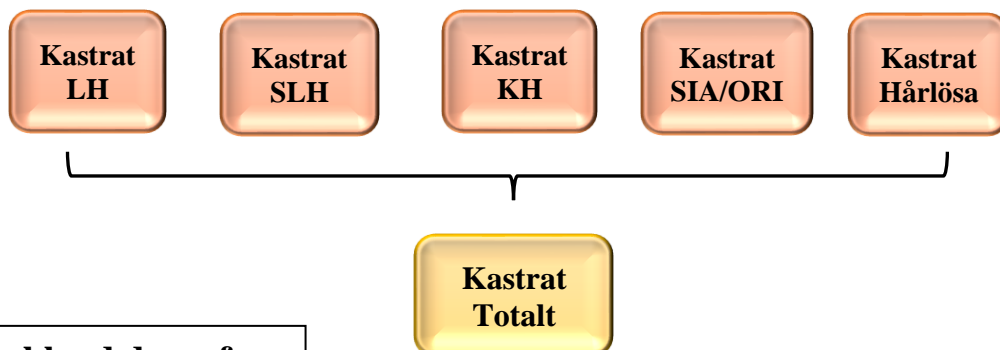 Kastrat
LH
Kastrat
SLH
Kastrat
KH
Kastrat
SIA/ORI
Kastrat
Hårlösa
Kastrat
Totalt